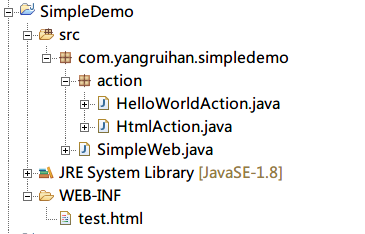 SimpleDemo
src
com.yangruihan.simpledemo
action
HelloWorldAction.java
HtmlAction.java
SimpleWeb.java
JRE System Library [JavaSE-1.8]
WEB-INF
test.html